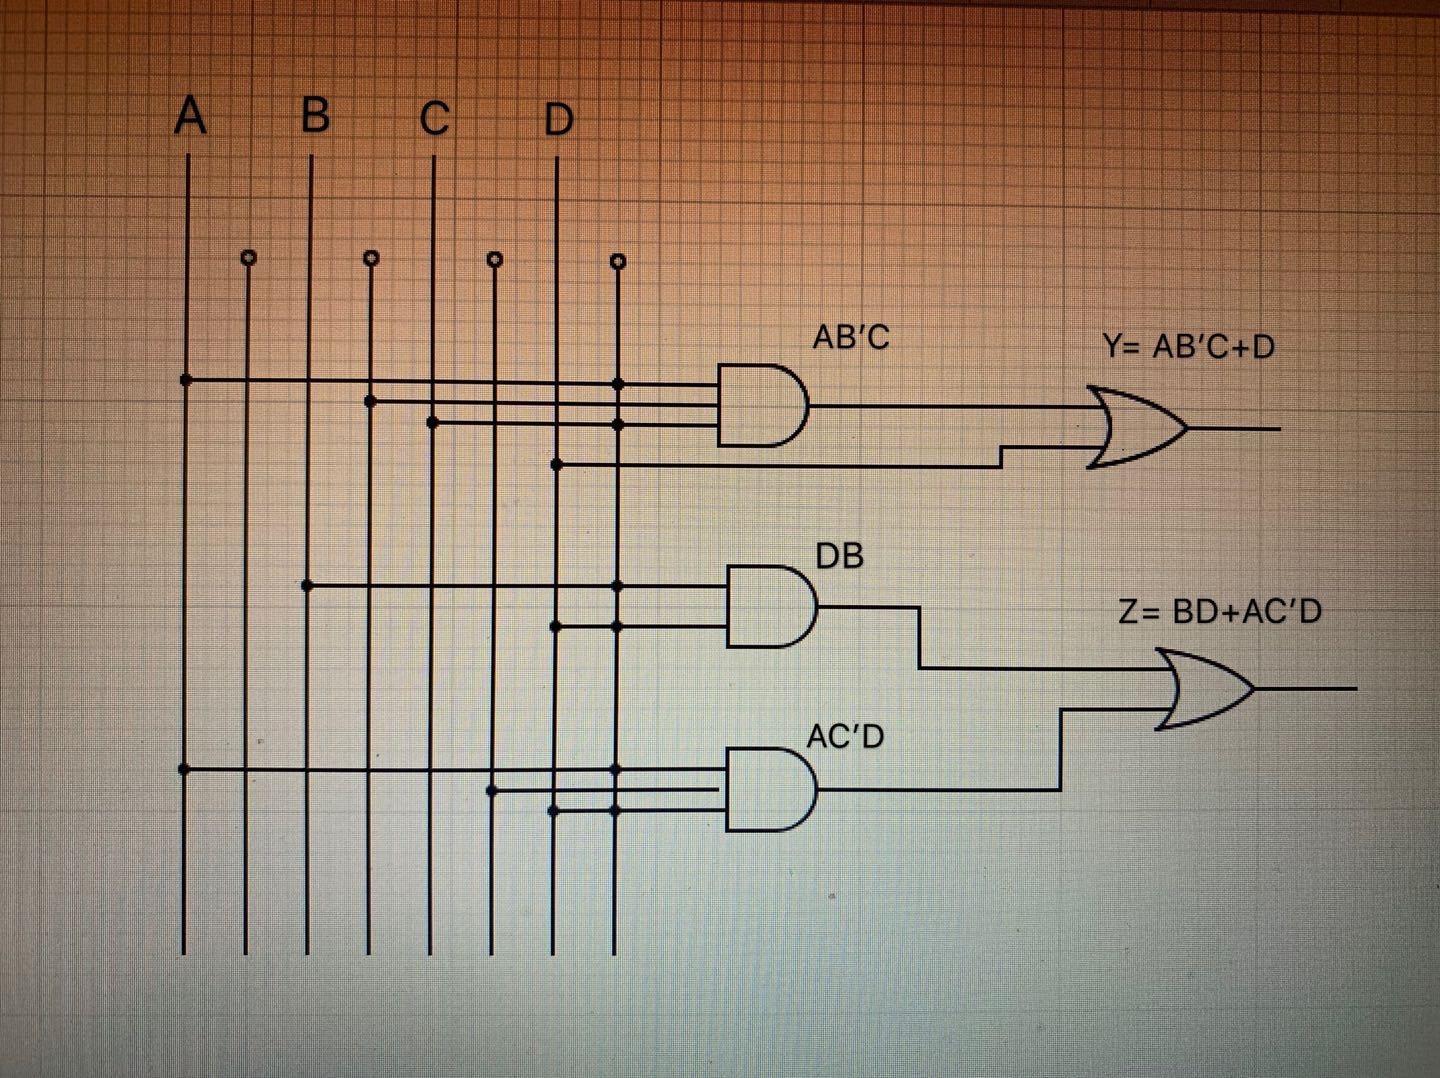 A B C D
AB'C
Y= AB'C+D
DB
Z= BD+AC'D
AC'D